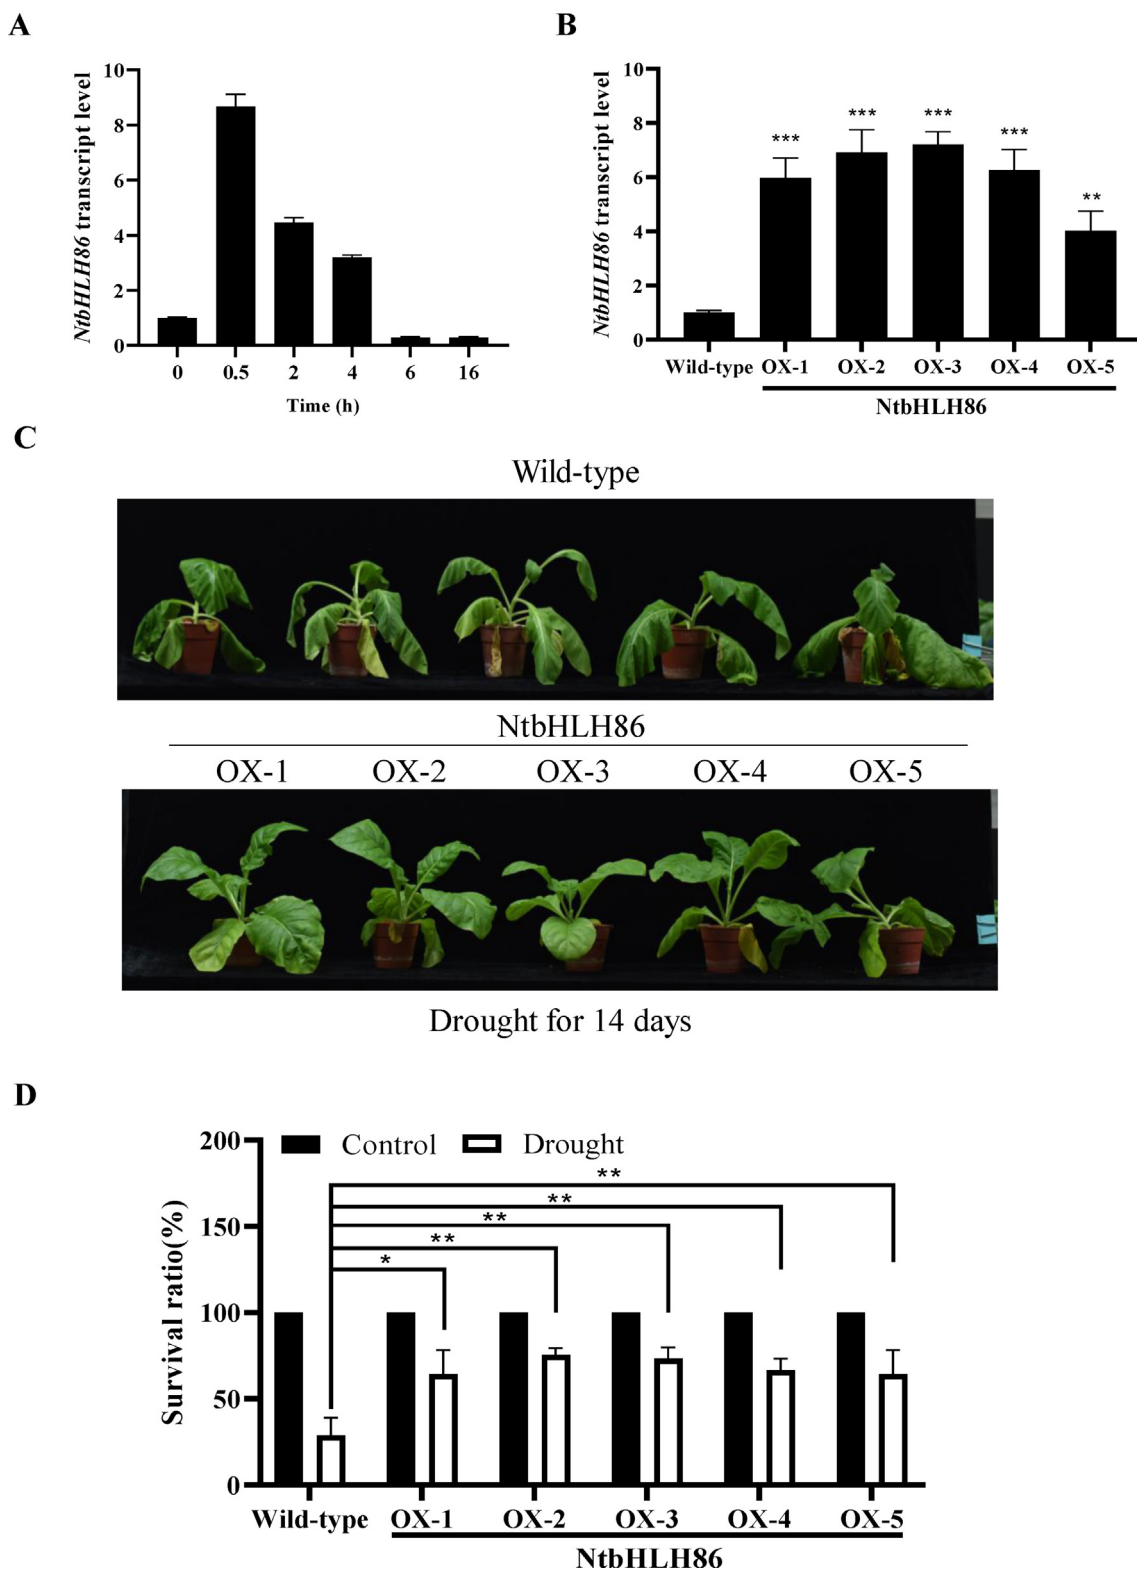 A
NtbHLH86 transcript level
10
8
6
4
2
0
0 0.5 2 4 6 16
Time (h)
B
NtbHLH86 transcript level
10
8
6
4
2
0
*** *** *** *** **
Wild-type OX-1 OX-2 OX-3 OX-4 OX-5
NtbHLH86
C
Wild-type
NtbHLH86
OX-1 OX-2 OX-3 OX-4 OX-5
Drought for 14 days
D
Survival ratio(%)
200
150
100
50
0
Control Drought
**
**
**
**
*
Wild-type OX-1 OX-2 OX-3 OX-4 OX-5
NtbHLH86